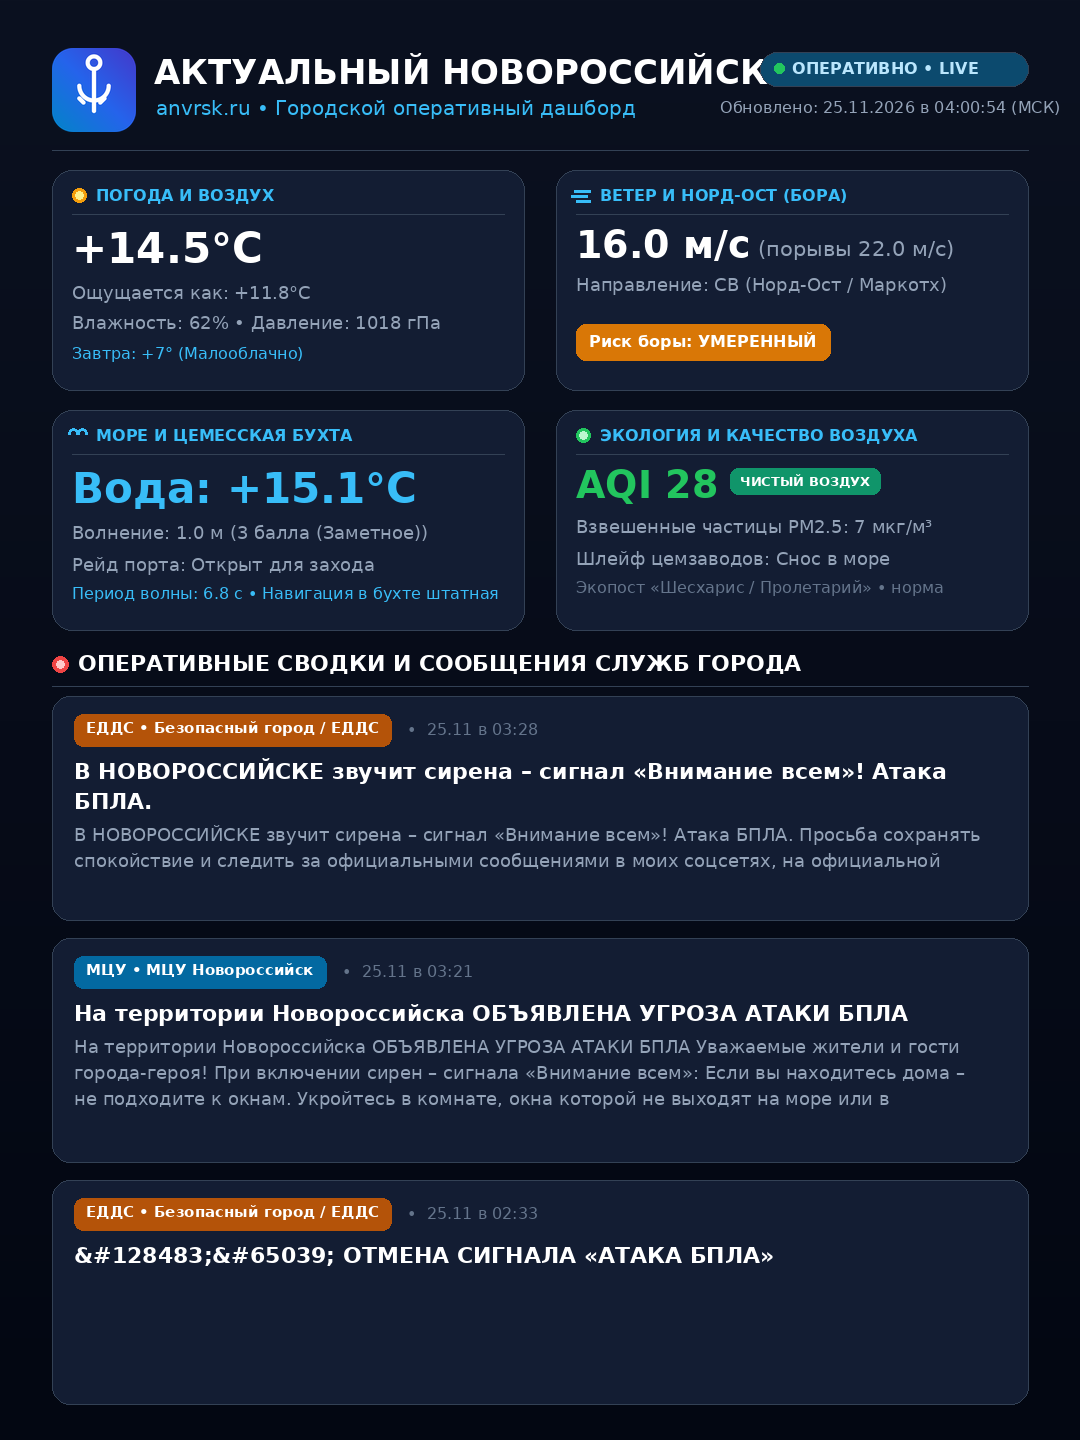 АКТУАЛЬНЫЙ НОВОРОССИЙСК
ОПЕРАТИВНО • LIVE
anvrsk.ru • Городской оперативный дашборд
Обновлено: 25.11.2026 в 04:00:54 (МСК)
ПОГОДА И ВОЗДУХ
+14.5°C
Ощущается как: +11.8°C
Влажность: 62% • Давление: 1018 гПа
Завтра: +7° (Малооблачно)
ВЕТЕР И НОРД-ОСТ (БОРА)
16.0 м/с (порывы 22.0 м/с)
Направление: СВ (Норд-Ост / Маркотх)
Риск боры: УМЕРЕННЫЙ
МОРЕ И ЦЕМЕССКАЯ БУХТА
Вода: +15.1°C
Волнение: 1.0 м (3 балла (Заметное))
Рейд порта: Открыт для захода
Период волны: 6.8 с • Навигация в бухте штатная
ЭКОЛОГИЯ И КАЧЕСТВО ВОЗДУХА
AQI 28 ЧИСТЫЙ ВОЗДУХ
Взвешенные частицы PM2.5: 7 мкг/м³
Шлейф цемзаводов: Снос в море
Экопост «Шесхарис / Пролетарий» • норма
ОПЕРАТИВНЫЕ СВОДКИ И СООБЩЕНИЯ СЛУЖБ ГОРОДА
ЕДДС • Безопасный город / ЕДДС • 25.11 в 03:28
В НОВОРОССИЙСКЕ звучит сирена – сигнал «Внимание всем»! Атака
БПЛА.
В НОВОРОССИЙСКЕ звучит сирена – сигнал «Внимание всем»! Атака БПЛА. Просьба сохранять
спокойствие и следить за официальными сообщениями в моих соцсетях, на официальной
МЦУ • МЦУ Новороссийск • 25.11 в 03:21
На территории Новороссийска ОБЪЯВЛЕНА УГРОЗА АТАКИ БПЛА
На территории Новороссийска ОБЪЯВЛЕНА УГРОЗА АТАКИ БПЛА Уважаемые жители и гости
города-героя! При включении сирен – сигнала «Внимание всем»: Если вы находитесь дома –
не подходите к окнам. Укройтесь в комнате, окна которой не выходят на море или в
ЕДДС • Безопасный город / ЕДДС • 25.11 в 02:33
&#128483;&#65039; ОТМЕНА СИГНАЛА «АТАКА БПЛА»